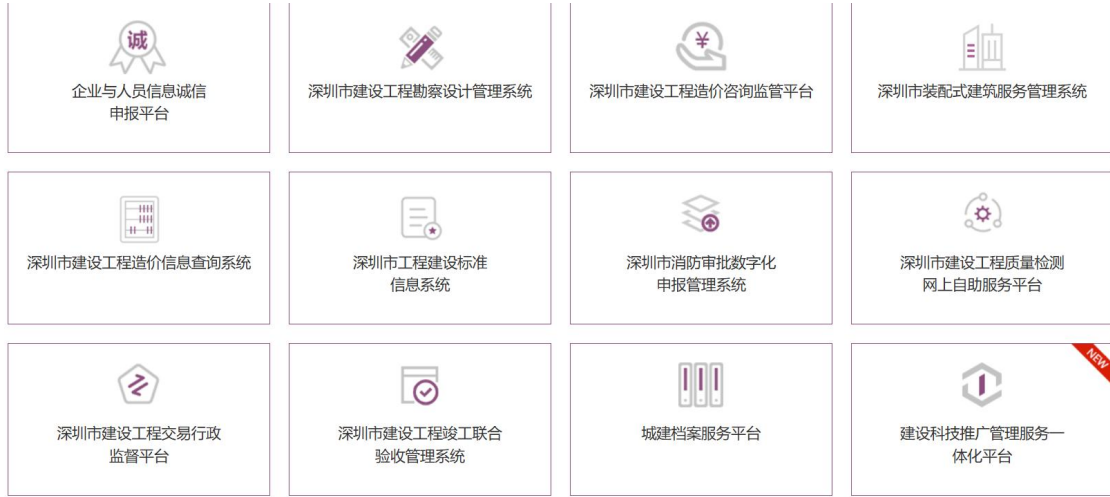 诚
企业与人员信息诚信
申报平台
深圳市建设工程勘察设计管理系统
¥
深圳市建设工程造价咨询监管平台
深圳市装配式建筑服务管理系统
深圳市建设工程造价信息查询系统
深圳市工程建设标准
信息系统
深圳市消防审批数字化
申报管理系统
深圳市建设工程质量检测
网上自助服务平台
深圳市建设工程交易行政
监督平台
深圳市建设工程竣工联合
验收管理系统
城建档案服务平台
NEW
建设科技推广管理服务一
体化平台